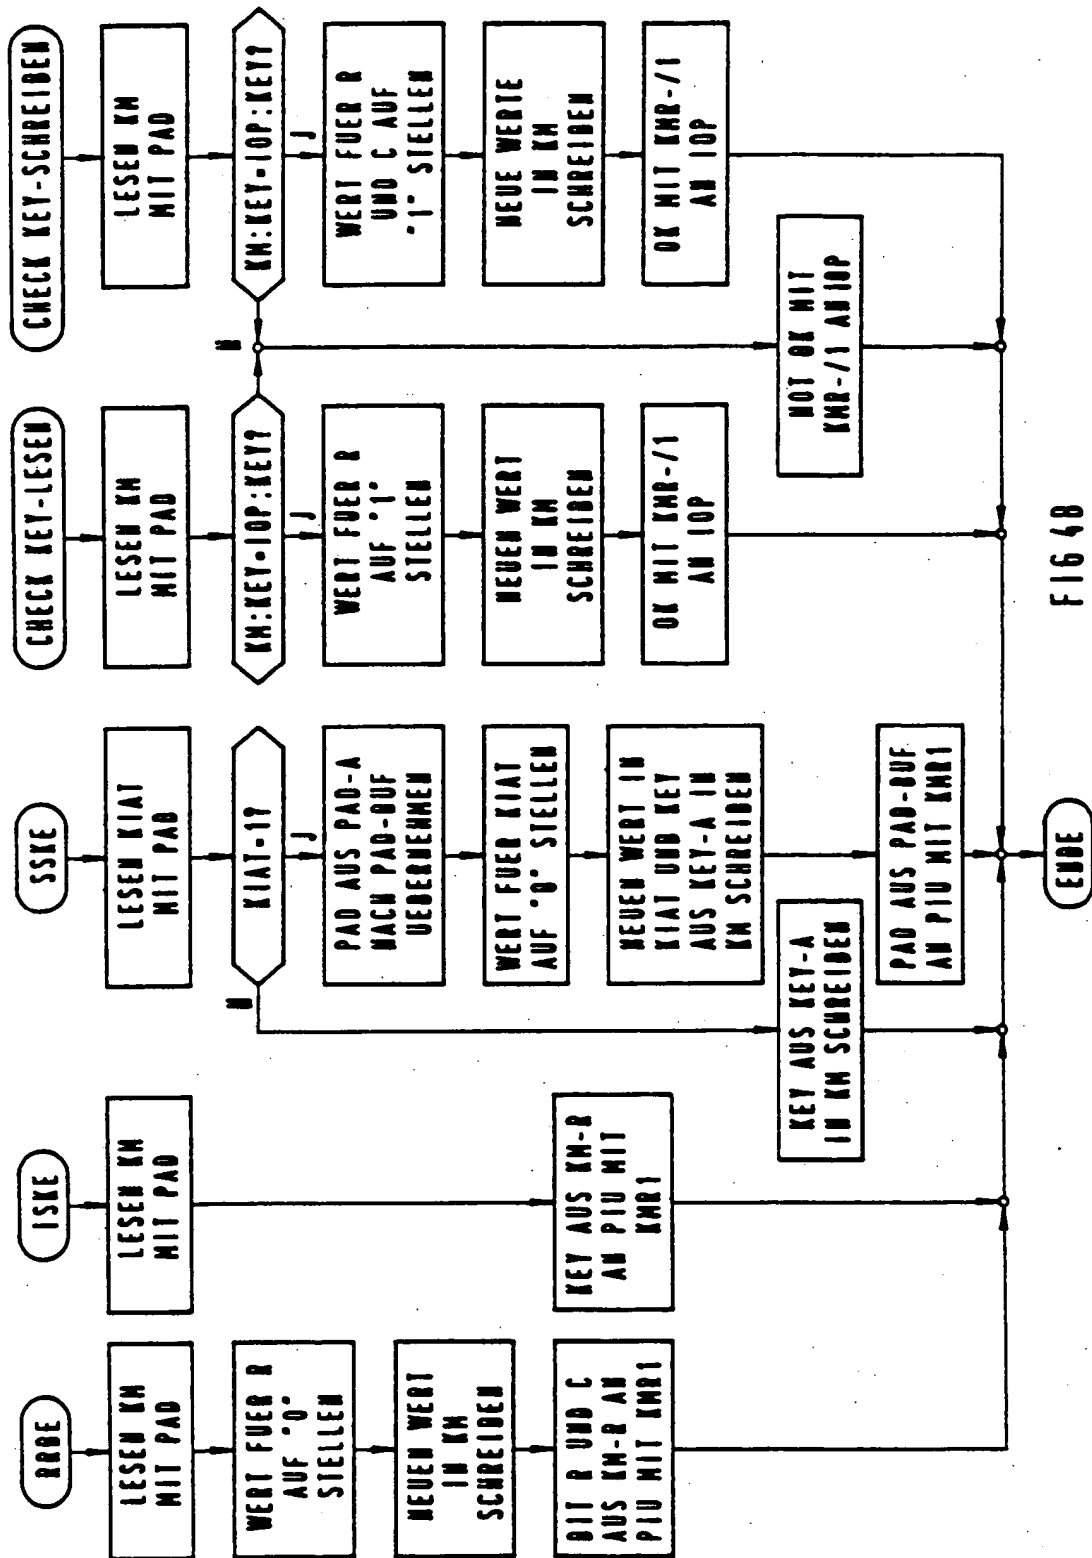 RRBE
LESEN KM
MIT PAD
WERT FUER R
AUF "0"
STELLEN
NEUEN WERT
IN KM
SCHREIBEN
BIT R UND C
AUS KM-R AN
PIU MIT KMR1
ISKE
LESEN KM
MIT PAD
KEY AUS KM-R
AN PIU MIT
KMR1
SSKE
LESEN KIAT
MIT PAD
KIAT=1?
N
J
PAD AUS PAD-A
NACH PAD-BUF
UEBERNEHMEN
WERT FUER KIAT
AUF "0" STELLEN
NEUEN WERT IN
KIAT UND KEY
AUS KEY-A IN
KM SCHREIBEN
KEY AUS KEY-A
IN KM SCHREIBEN
PAD AUS PAD-BUF
AN PIU MIT KMR1
CHECK KEY-LESEN
LESEN KM
MIT PAD
KM:KEY=IOP:KEY?
N
J
WERT FUER R
AUF "1"
STELLEN
NEUEN WERT
IN KM
SCHREIBEN
OK MIT KMR-/1
AN IOP
NOT OK MIT
KMR-/1 AN IOP
CHECK KEY-SCHREIBEN
LESEN KM
MIT PAD
KM:KEY=IOP:KEY?
J
WERT FUER R
UND C AUF
"1" STELLEN
NEUE WERTE
IN KM
SCHREIBEN
OK MIT KMR-/1
AN IOP
ENDE
FIG 4B